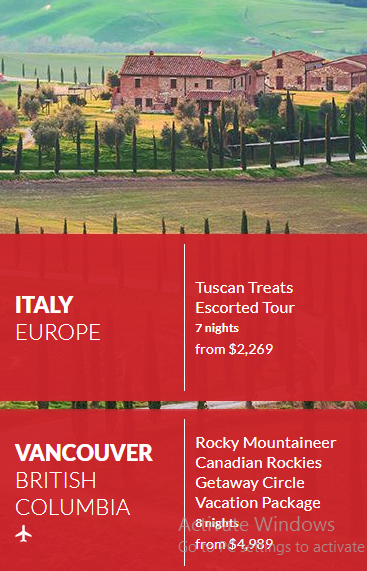 ITALY
EUROPE
Tuscan Treats
Escorted Tour
7 nights
from $2,269
VANCOUVER
BRITISH
COLUMBIA
Rocky Mountaineer
Canadian Rockies
Getaway Circle
Vacation Package
8 nights
from $4,989
Activate Windows
Go to PC settings to activate